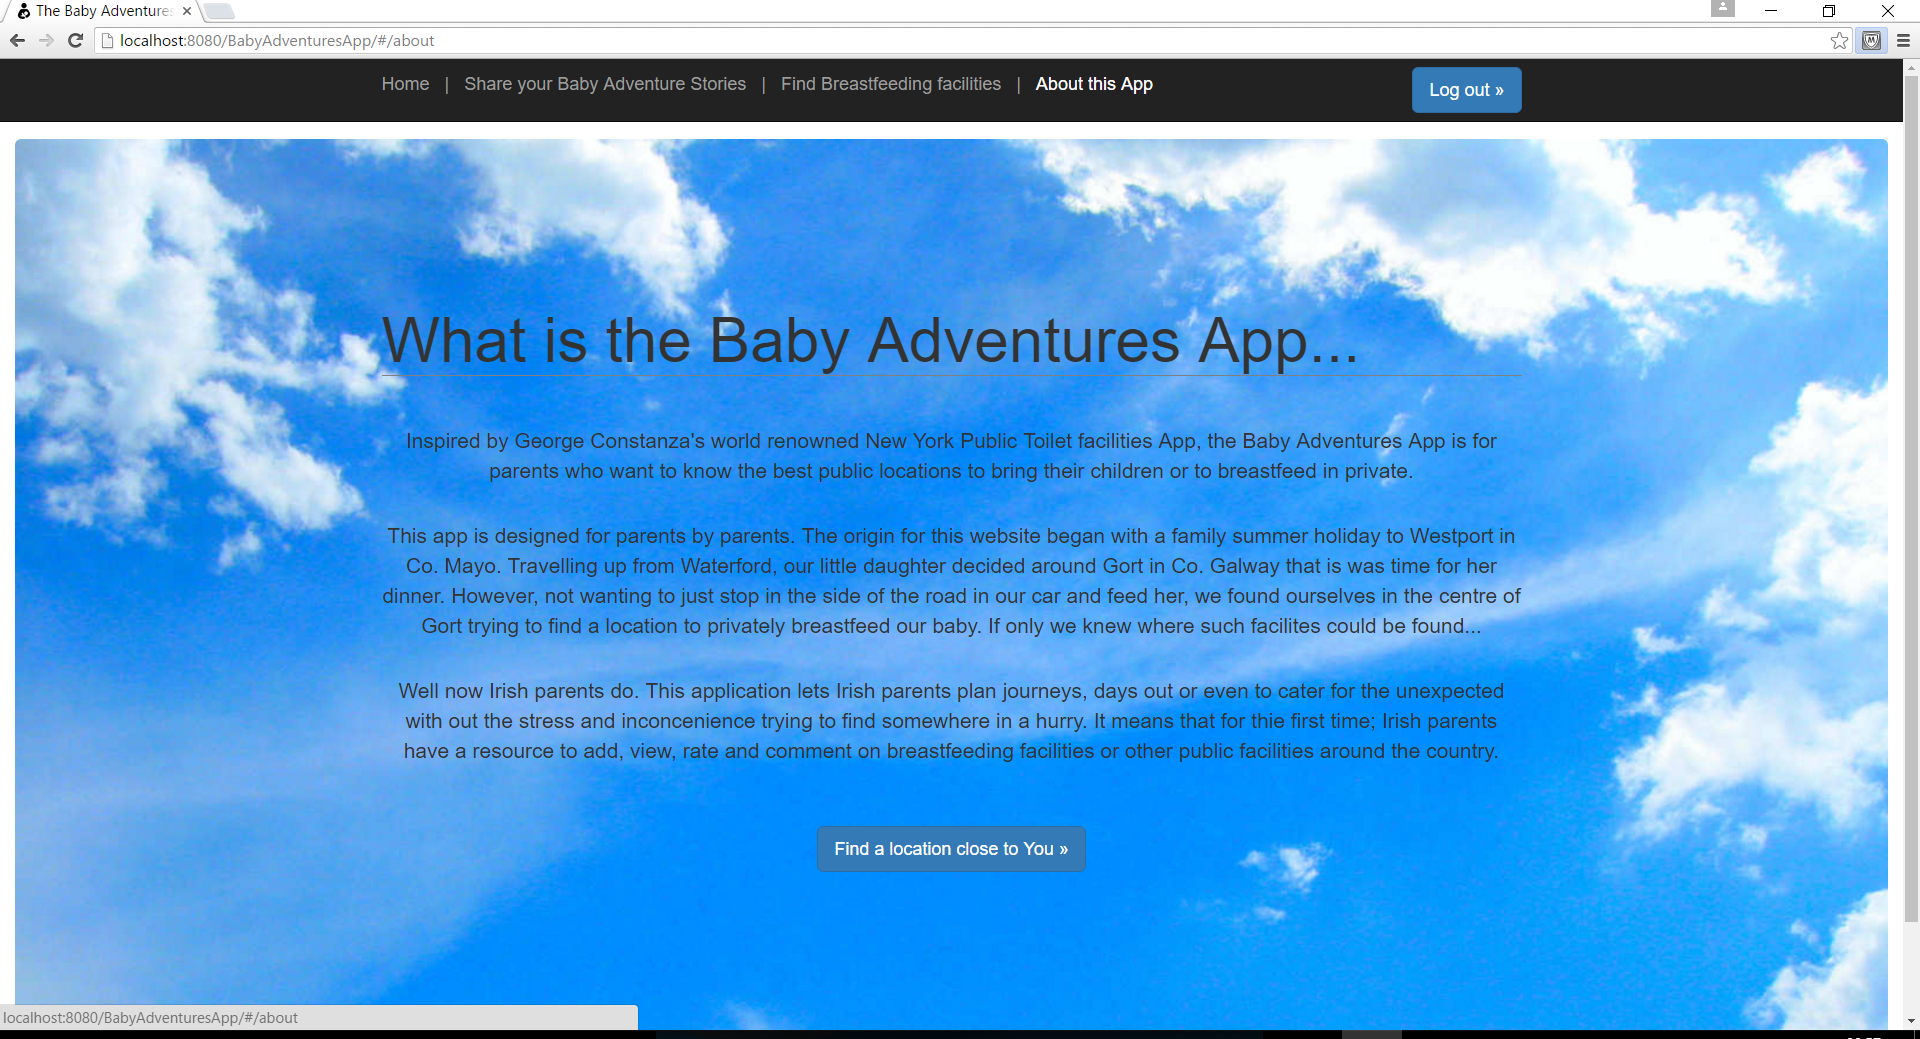 The Baby Adventures
localhost:8080/BabyAdventuresApp/#/about
Home | Share your Baby Adventure Stories | Find Breastfeeding facilities | About this App
Log out »
What is the Baby Adventures App...
Inspired by George Constanza's world renowned New York Public Toilet facilities App, the Baby Adventures App is for
parents who want to know the best public locations to bring their children or to breastfeed in private.
This app is designed for parents by parents. The origin for this website began with a family summer holiday to Westport in
Co. Mayo. Travelling up from Waterford, our little daughter decided around Gort in Co. Galway that is was time for her
dinner. However, not wanting to just stop in the side of the road in our car and feed her, we found ourselves in the centre of
Gort trying to find a location to privately breastfeed our baby. If only we knew where such facilites could be found...
Well now Irish parents do. This application lets Irish parents plan journeys, days out or even to cater for the unexpected
with out the stress and inconcenience trying to find somewhere in a hurry. It means that for thie first time; Irish parents
have a resource to add, view, rate and comment on breastfeeding facilities or other public facilities around the country.
Find a location close to You »
localhost:8080/BabyAdventuresApp/#/about